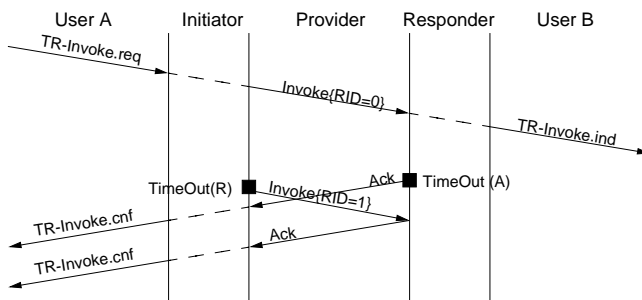 User A Initiator Provider Responder User B
TR-Invoke.req
Invoke{RID=0}
TR-Invoke.ind
Ack
TimeOut(R) TimeOut (A)
Invoke{RID=1}
TR-Invoke.cnf
Ack
TR-Invoke.cnf